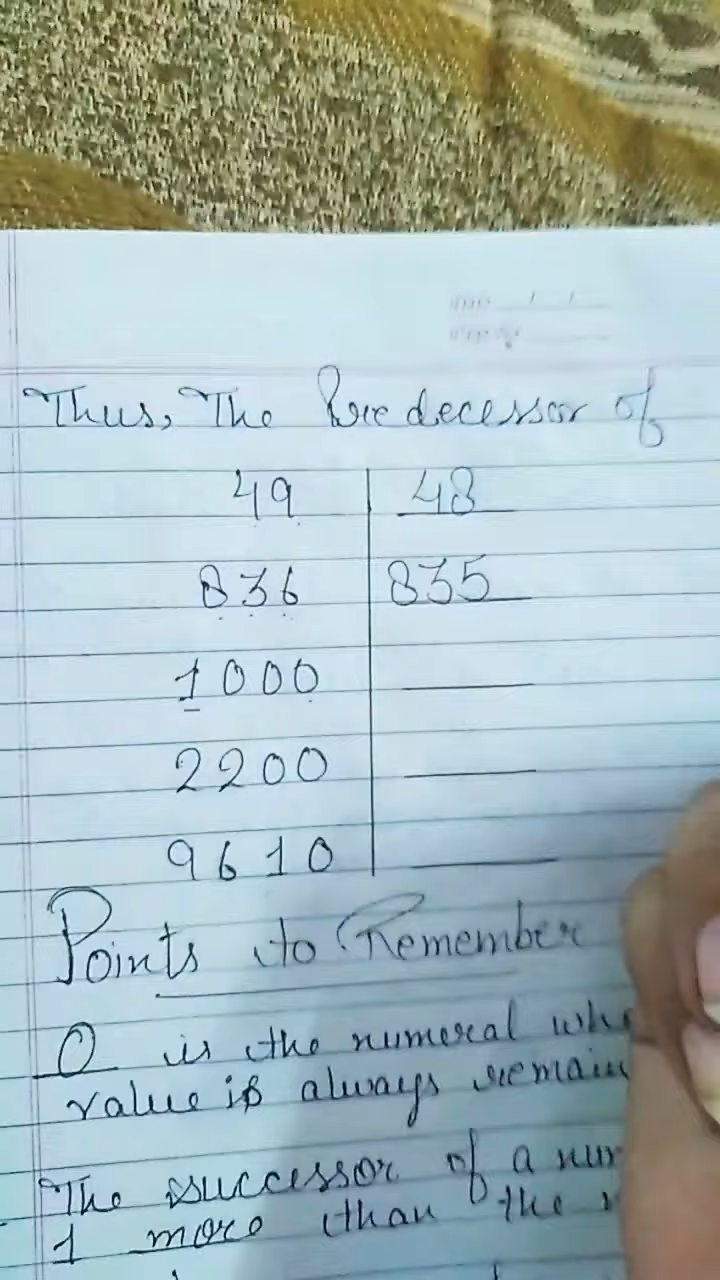 Thus, The Predecessor of
49 48
836 835
1000
2200
9610
Points to Remember
0 is the numeral
value is always remain
The successor of a
1 more than the